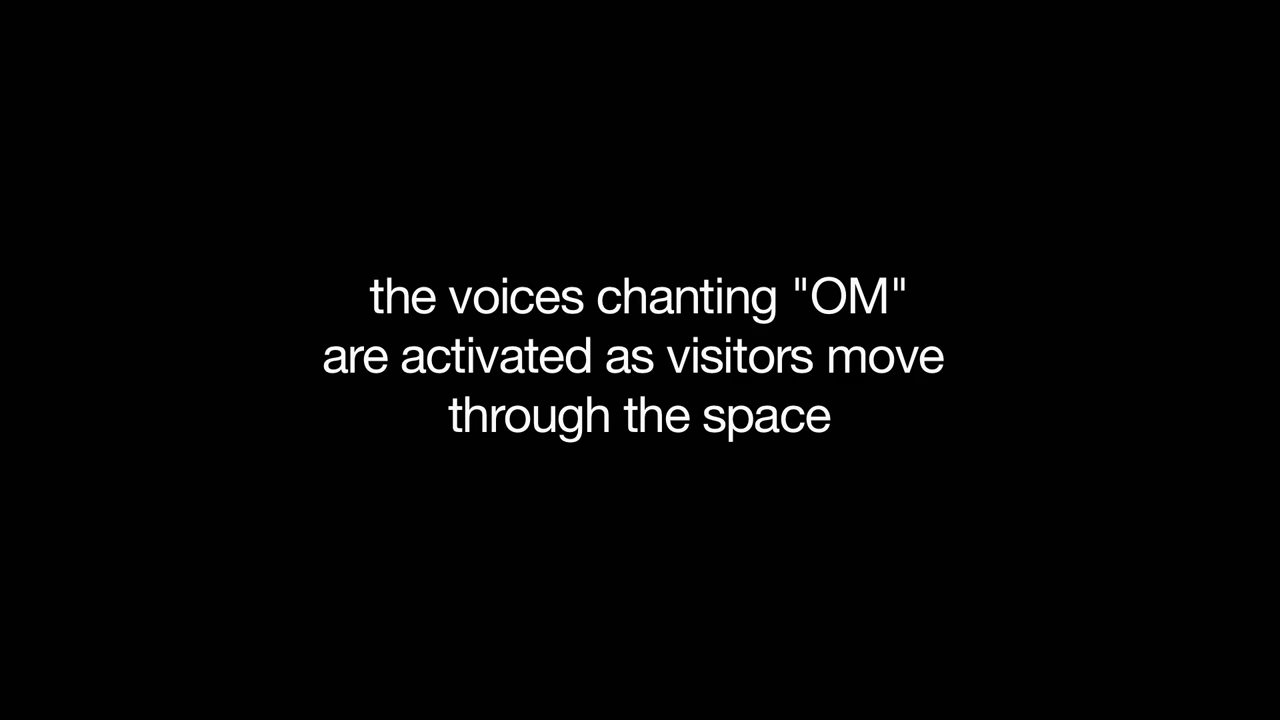 the voices chanting "OM"
are activated as visitors move
through the space